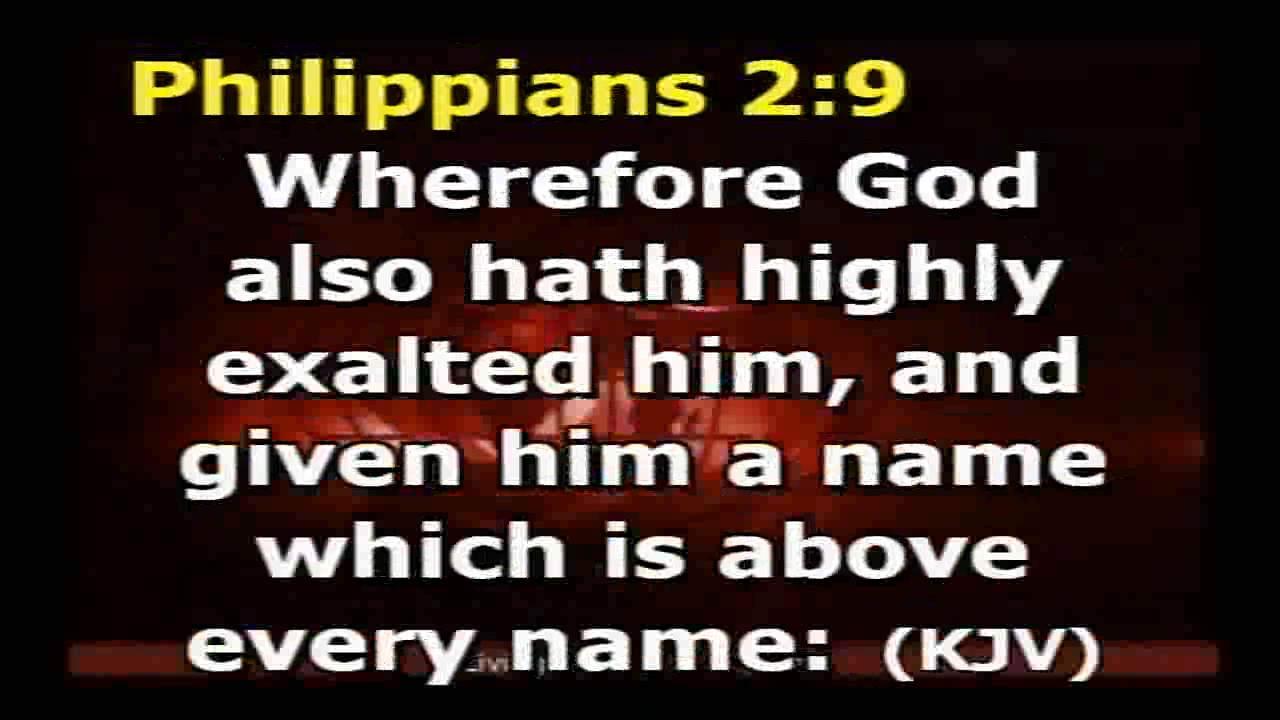 Philippians 2:9
Wherefore God
also hath highly
exalted him, and
given him a name
which is above
every name: (KJV)